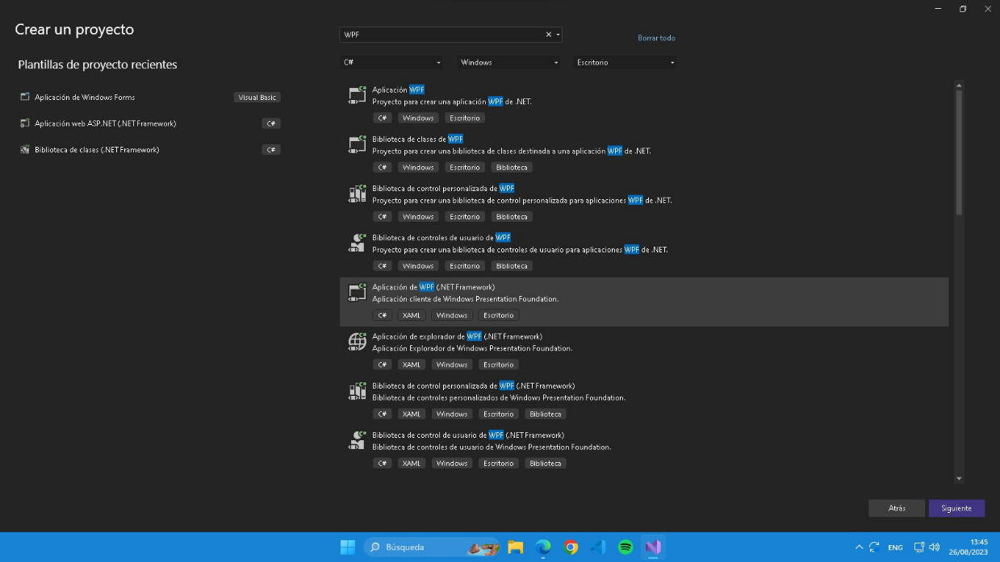 Crear un proyecto
Plantillas de proyecto recientes
Aplicación de Windows Forms Visual Basic
Aplicación web ASP.NET (.NET Framework) C#
Biblioteca de clases (.NET Framework) C#
WPF
Borrar todo
C# Windows Escritorio
Aplicación WPF
Proyecto para crear una aplicación WPF de .NET.
C# Windows Escritorio
Biblioteca de clases de WPF
Proyecto para crear una biblioteca de clases destinada a una aplicación WPF de .NET.
C# Windows Escritorio Biblioteca
Biblioteca de control personalizada de WPF
Proyecto para crear una biblioteca de control personalizada para aplicaciones WPF de .NET.
C# Windows Escritorio Biblioteca
Biblioteca de controles de usuario de WPF
Proyecto para crear una biblioteca de controles de usuario para aplicaciones WPF de .NET.
C# Windows Escritorio Biblioteca
Aplicación de WPF (.NET Framework)
Aplicación cliente de Windows Presentation Foundation.
C# XAML Windows Escritorio
Aplicación de explorador de WPF (.NET Framework)
Aplicación Explorador de Windows Presentation Foundation.
C# XAML Windows Escritorio
Biblioteca de control personalizada de WPF (.NET Framework)
Biblioteca de controles personalizados de Windows Presentation Foundation.
C# XAML Windows Escritorio Biblioteca
Biblioteca de control de usuario de WPF (.NET Framework)
Biblioteca de controles de usuario de Windows Presentation Foundation.
C# XAML Windows Escritorio Biblioteca
Atrás Siguiente
Búsqueda
ENG
13:45
26/08/2023